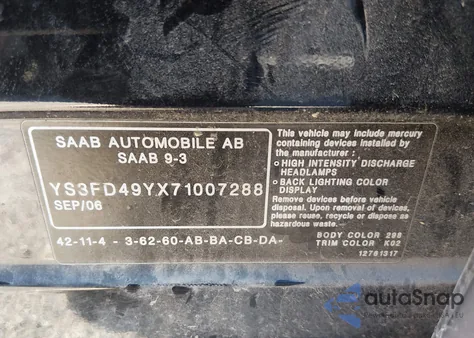 SAAB AUTOMOBILE AB
SAAB 9-3
YS3FD49YX71007288
SEP/06
42-11-4 - 3-62-60-AB-BA-CB-DA-
This vehicle may include mercury
containing devices installed by
the manufacturer:
○ HIGH INTENSITY DISCHARGE
HEADLAMPS
○ BACK LIGHTING COLOR
DISPLAY
Remove devices before vehicle
disposal. Upon removal of devices,
please reuse, recycle or dispose as
hazardous waste.
BODY COLOR 298
TRIM COLOR K02
12761317
autoSnap